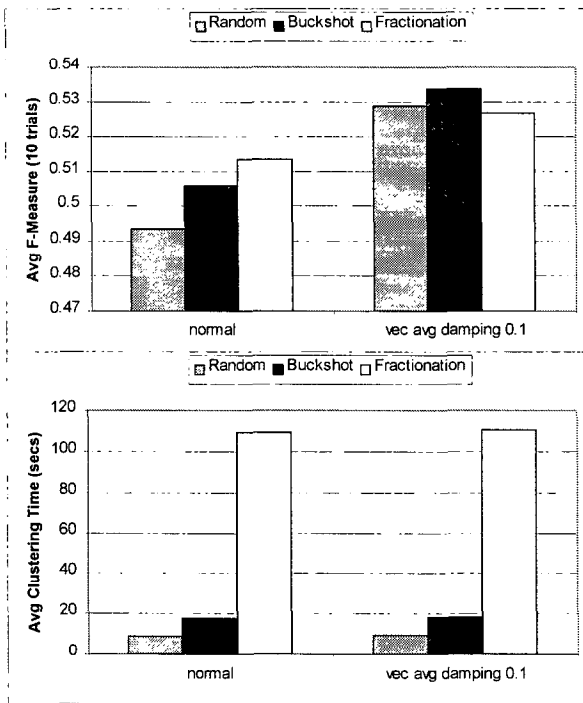 Random Buckshot Fractionation
0.54
0.53
0.52
0.51
0.5
0.49
0.48
0.47
Avg F-Measure (10 trials)
normal vec avg damping 0.1
Random Buckshot Fractionation
120
100
80
60
40
20
0
Avg Clustering Time (secs)
normal vec avg damping 0.1